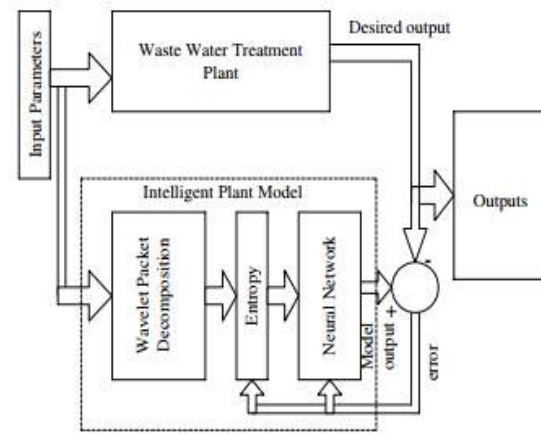 Input Parameters
Waste Water Treatment
Plant
Desired output
Outputs
Intelligent Plant Model
Wavelet Packet
Decomposition
Entropy
Neural Network
Model
output +
-
error